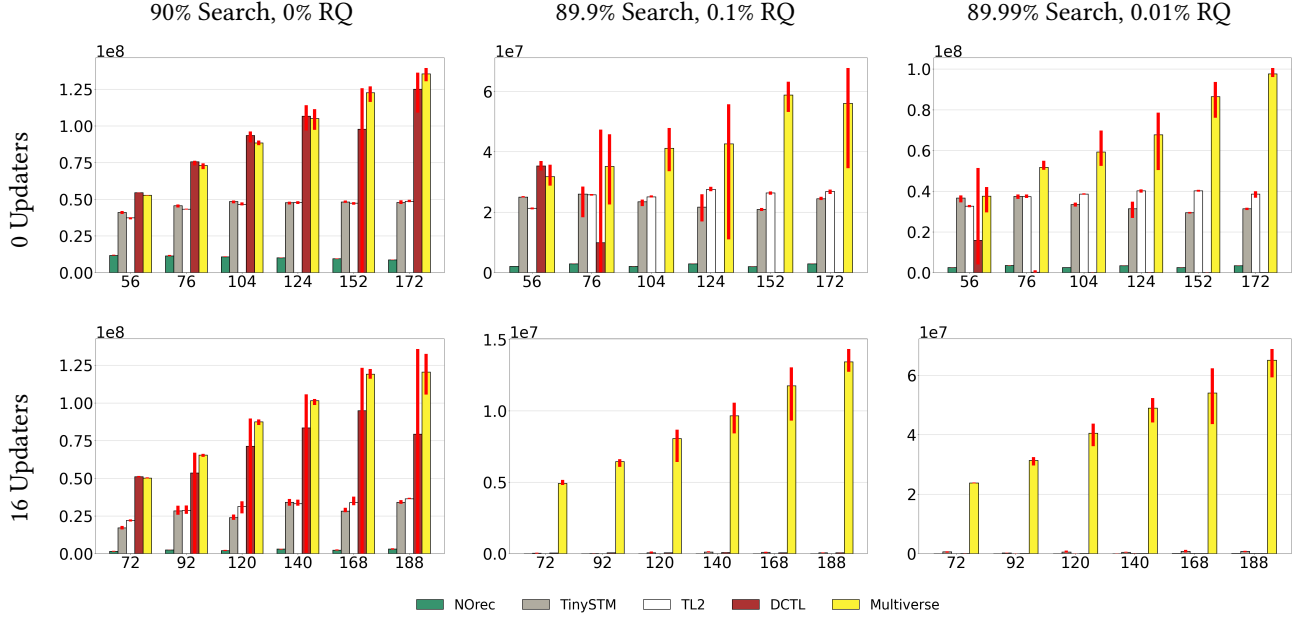 90% Search, 0% RQ
89.9% Search, 0.1% RQ
89.99% Search, 0.01% RQ
0 Updaters
1e8
1.25
1.00
0.75
0.50
0.25
0.00
56 76 104 124 152 172
1e7
6
4
2
0
56 76 104 124 152 172
1e8
1.0
0.8
0.6
0.4
0.2
0.0
56 76 104 124 152 172
16 Updaters
1e8
1.25
1.00
0.75
0.50
0.25
0.00
72 92 120 140 168 188
1e7
1.5
1.0
0.5
0.0
72 92 120 140 168 188
1e7
6
4
2
0
72 92 120 140 168 188
NOrec TinySTM TL2 DCTL Multiverse